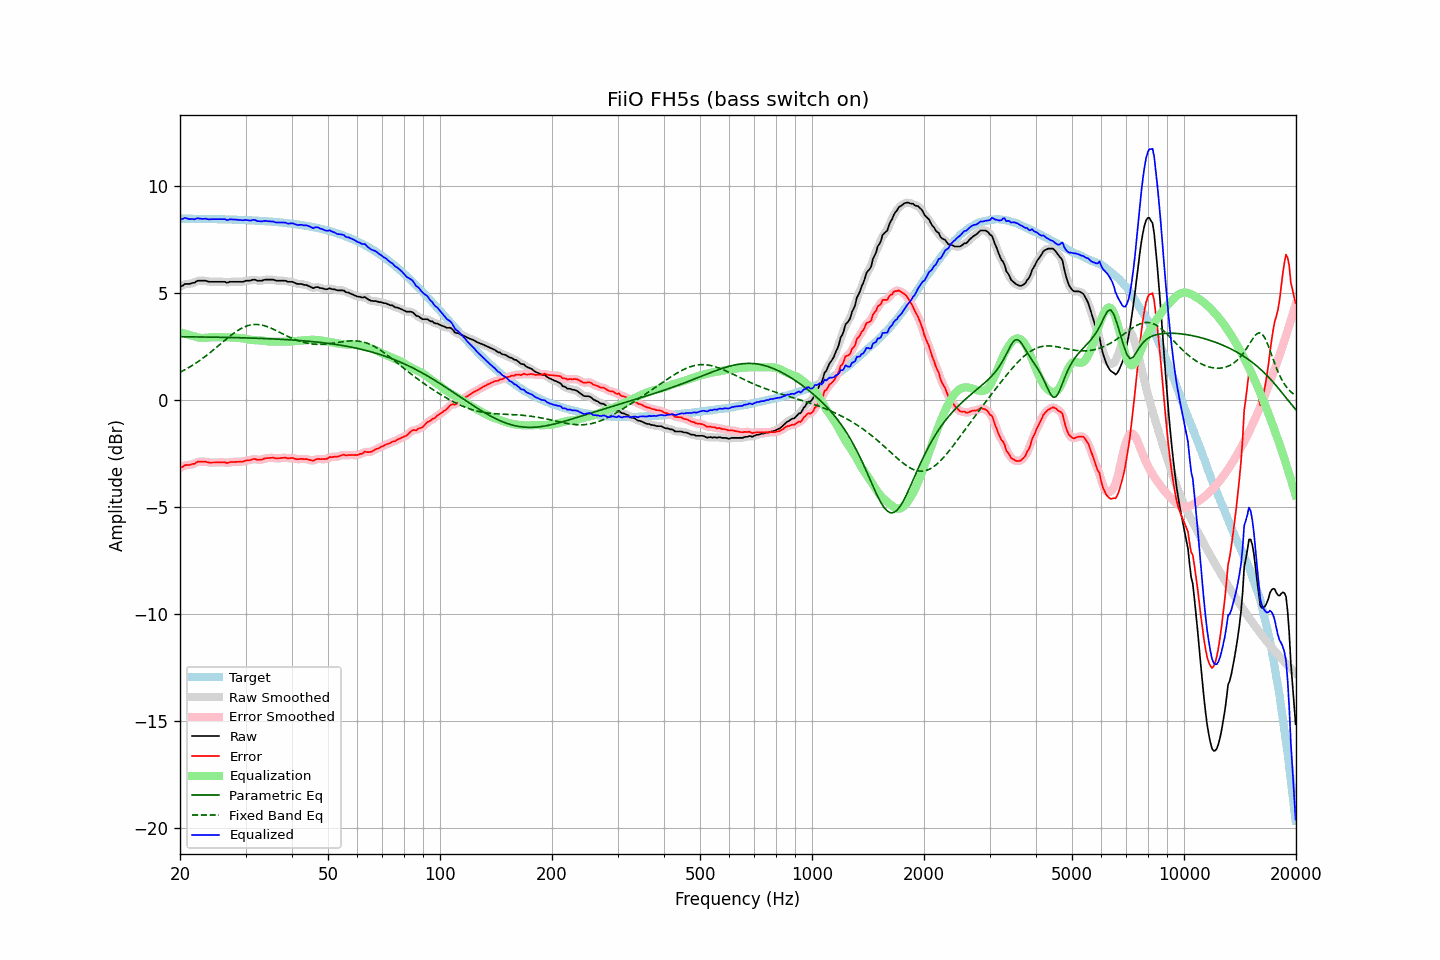 FiiO FH5s (bass switch on)
Amplitude (dBr)
10
5
0
−5
−10
−15
−20
Target
Raw Smoothed
Error Smoothed
Raw
Error
Equalization
Parametric Eq
Fixed Band Eq
Equalized
20
50
100
200
500
1000
2000
5000
10000
20000
Frequency (Hz)